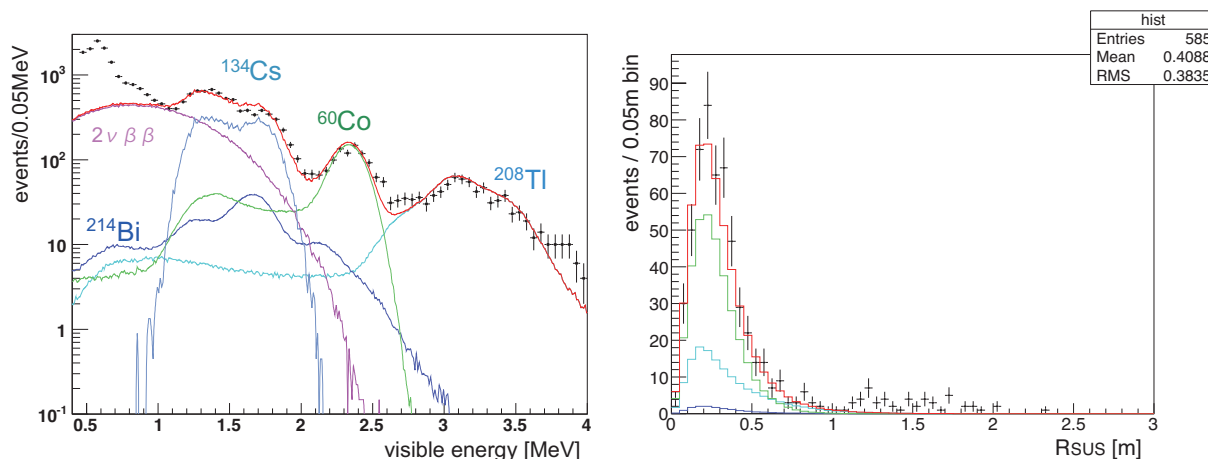 events/0.05MeV
10³
10²
10
1
10⁻¹
¹³⁴Cs
⁶⁰Co
2 ν β β
²⁰⁸Tl
²¹⁴Bi
0.5 1 1.5 2 2.5 3 3.5 4
visible energy [MeV]
hist
Entries 585
Mean 0.4088
RMS 0.3835
events / 0.05m bin
90
80
70
60
50
40
30
20
10
0
0 0.5 1 1.5 2 2.5 3
RSUS [m]